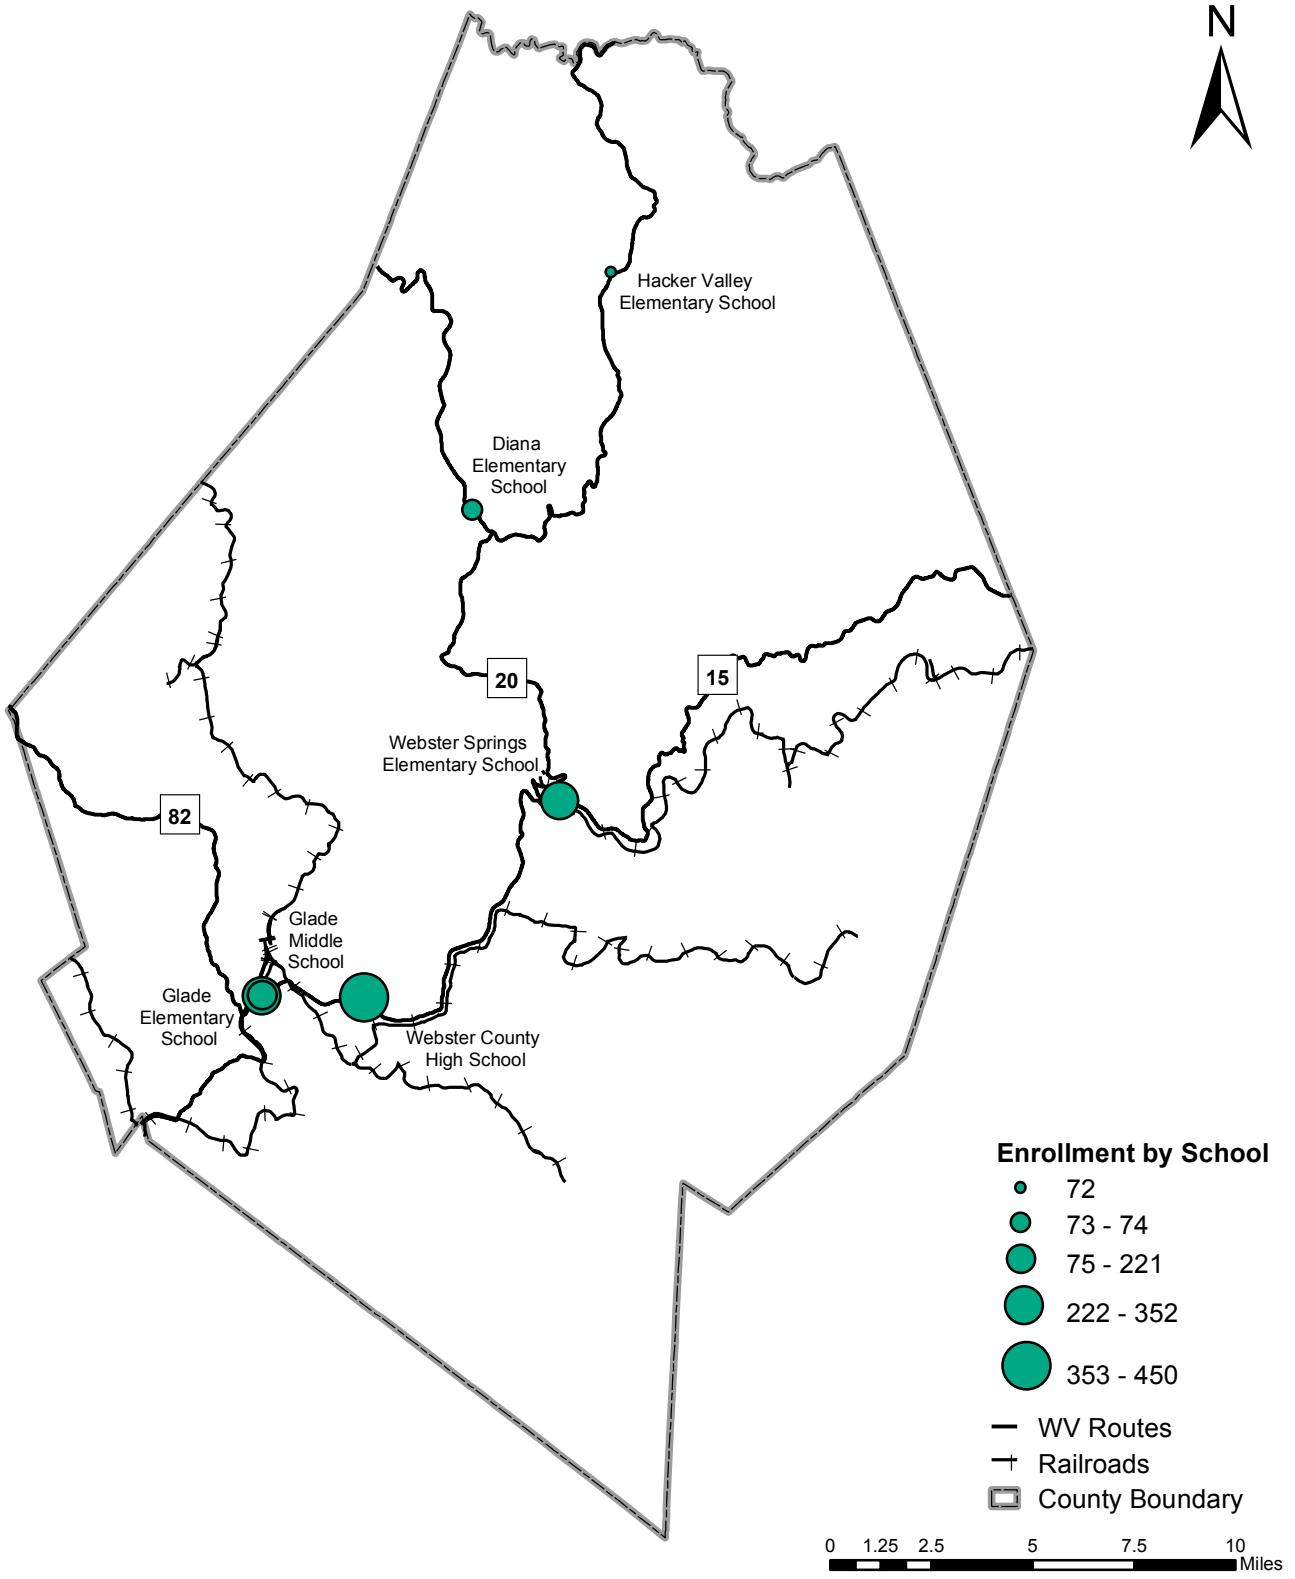 N
Hacker Valley
Elementary School
Diana
Elementary
School
20
15
Webster Springs
Elementary School
82
Glade
Middle
School
Glade
Elementary
School
Webster County
High School
Enrollment by School
72
73 - 74
75 - 221
222 - 352
353 - 450
WV Routes
Railroads
County Boundary
0 1.25 2.5 5 7.5 10
Miles